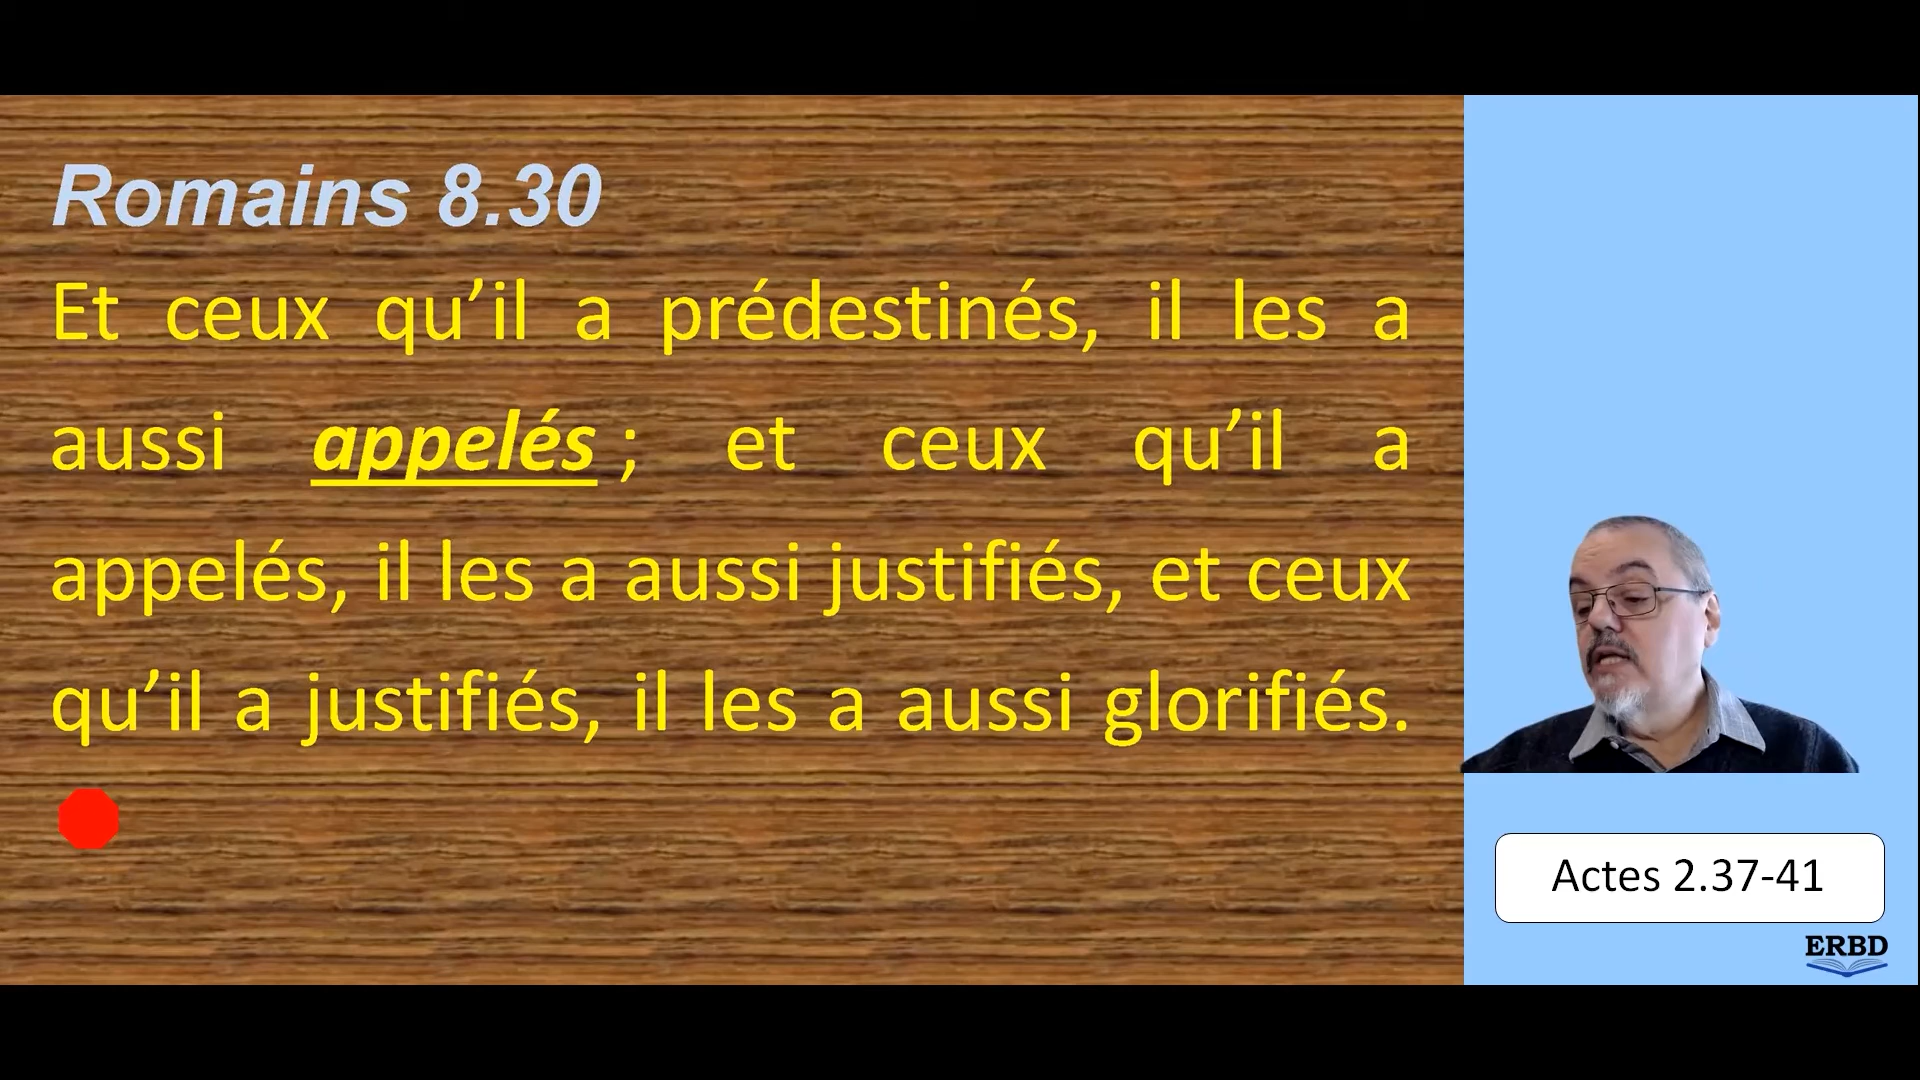 Romains 8.30
Et ceux qu’il a prédestinés, il les a
aussi appelés ; et ceux qu’il a
appelés, il les a aussi justifiés, et ceux
qu’il a justifiés, il les a aussi glorifiés.
Actes 2.37-41
ERBD